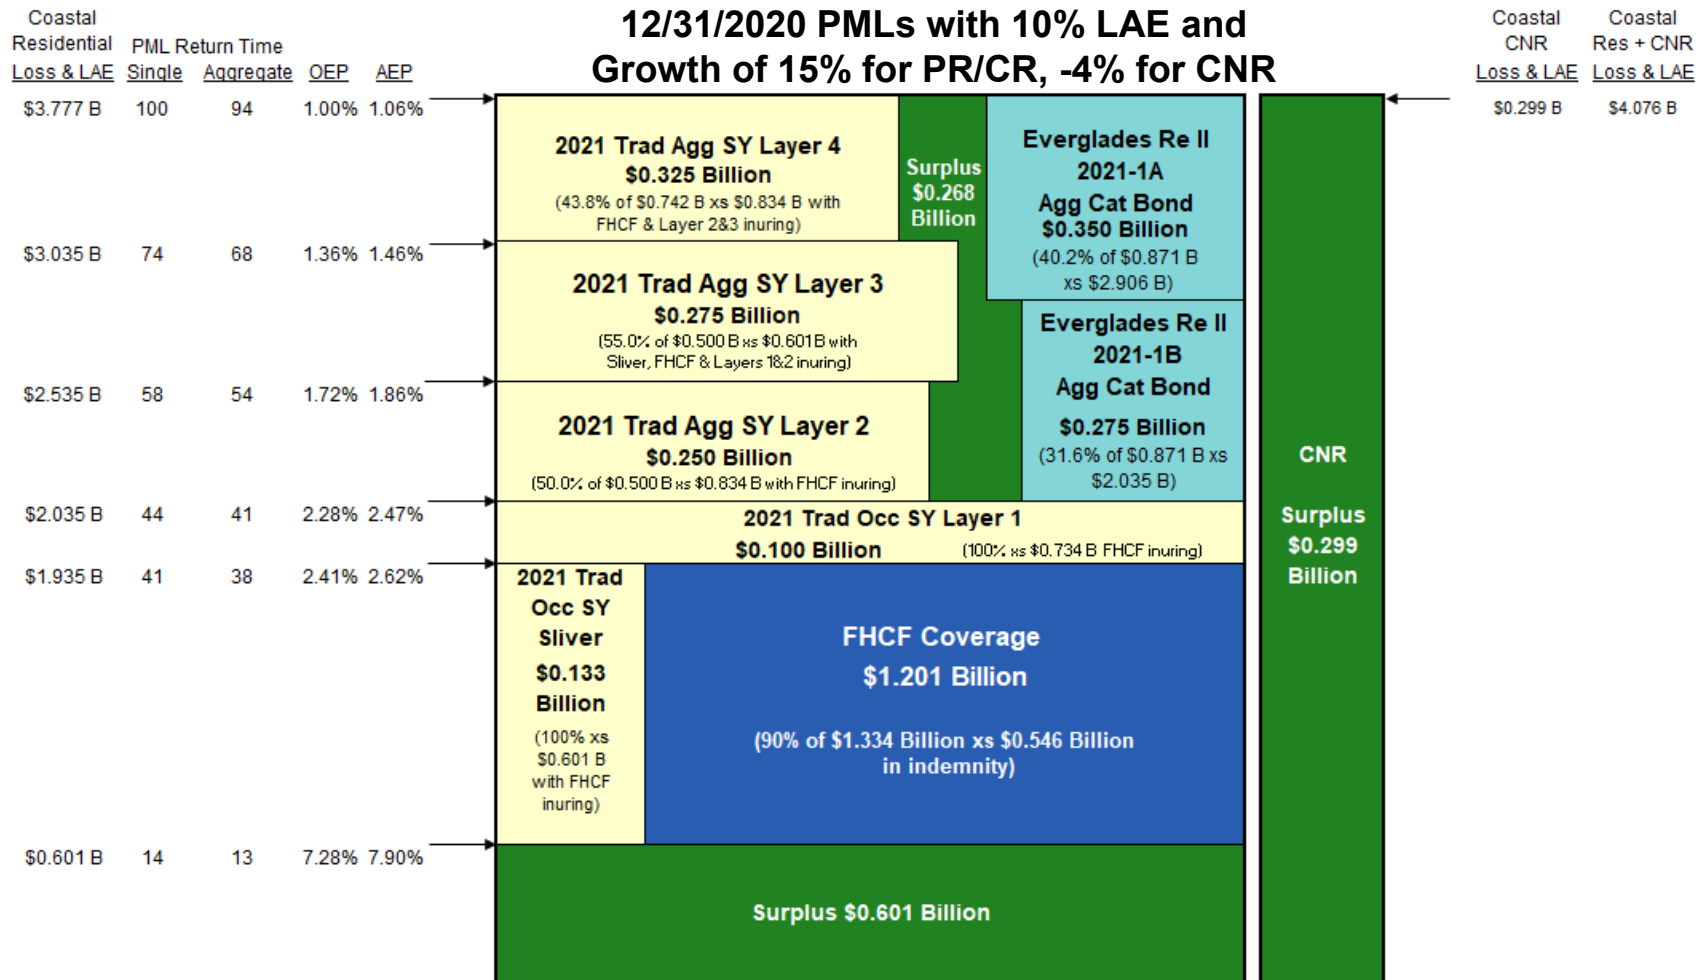 12/31/2020 PMLs with 10% LAE and
Growth of 15% for PR/CR, -4% for CNR
Coastal
Residential
Loss & LAE
PML Return Time
Single Aggregate OEP AEP
Coastal
CNR
Loss & LAE
Coastal
Res + CNR
Loss & LAE
$3.777 B 100 94 1.00% 1.06%
$0.299 B $4.076 B
2021 Trad Agg SY Layer 4
$0.325 Billion
(43.8% of $0.742 B xs $0.834 B with
FHCF & Layer 2&3 inuring)
Surplus
$0.268
Billion
Everglades Re II
2021-1A
Agg Cat Bond
$0.350 Billion
(40.2% of $0.871 B
xs $2.906 B)
$3.035 B 74 68 1.36% 1.46%
2021 Trad Agg SY Layer 3
$0.275 Billion
(55.0% of $0.500 B xs $0.601 B with
Sliver, FHCF & Layers 1&2 inuring)
Everglades Re II
2021-1B
Agg Cat Bond
$0.275 Billion
(31.6% of $0.871 B xs
$2.035 B)
$2.535 B 58 54 1.72% 1.86%
2021 Trad Agg SY Layer 2
$0.250 Billion
(50.0% of $0.500 B xs $0.834 B with FHCF inuring)
CNR
Surplus
$0.299
Billion
$2.035 B 44 41 2.28% 2.47%
2021 Trad Occ SY Layer 1
$0.100 Billion (100% xs $0.734 B FHCF inuring)
$1.935 B 41 38 2.41% 2.62%
2021 Trad
Occ SY
Sliver
$0.133
Billion
(100% xs
$0.601 B
with FHCF
inuring)
FHCF Coverage
$1.201 Billion
(90% of $1.334 Billion xs $0.546 Billion
in indemnity)
$0.601 B 14 13 7.28% 7.90%
Surplus $0.601 Billion